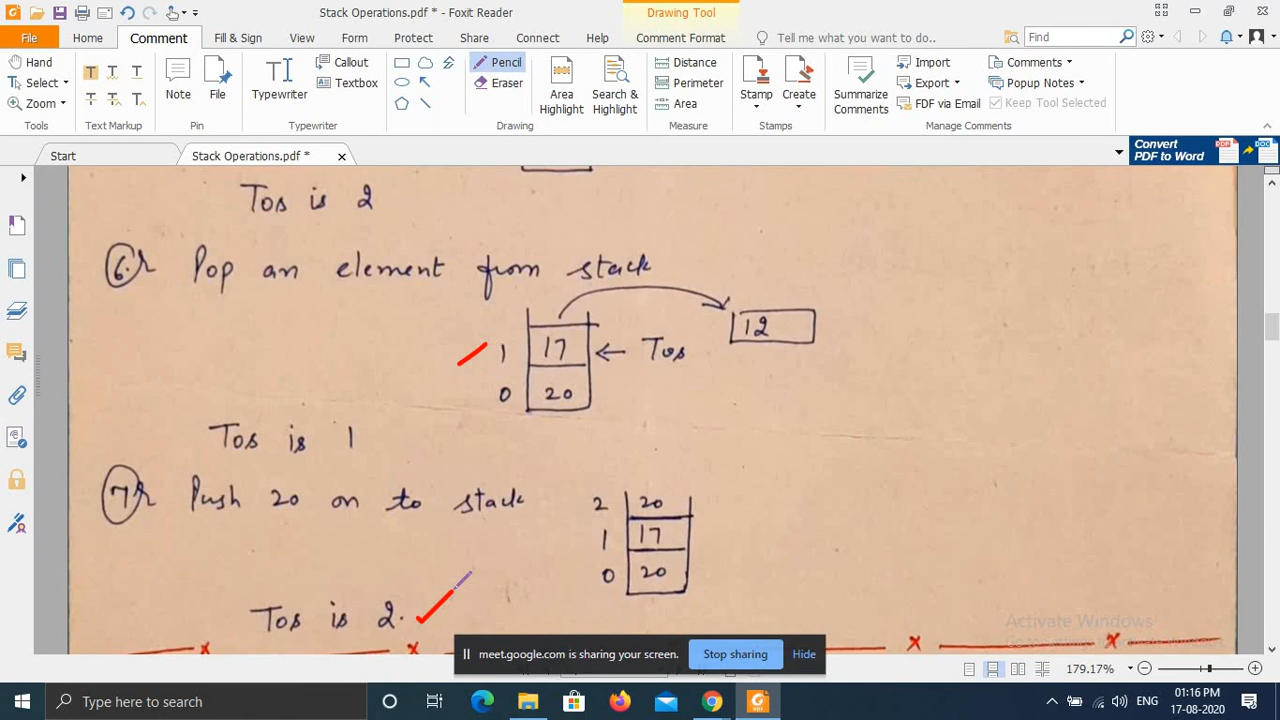 Stack Operations.pdf * - Foxit Reader
Drawing Tool
File Home Comment Fill & Sign View Form Protect Share Connect Help Comment Format Tell me what you want to do.. Find
Hand
Select
Zoom
Tools
Text Markup
Note
File
Pin
Typewriter
Callout
Textbox
Typewriter
Pencil
Eraser
Drawing
Area Highlight
Search & Highlight
Distance
Perimeter
Area
Measure
Stamp
Create
Stamps
Summarize Comments
Import
Export
FDF via Email
Comments
Popup Notes
Keep Tool Selected
Manage Comments
Start
Stack Operations.pdf *
Convert
PDF to Word
Tos is 2
6. Pop an element from stack
12
1 17 ← Tos
0 20
Tos is 1
7. Push 20 on to stack
2 20
1 17
0 20
Tos is 2.
Activate Windows
meet.google.com is sharing your screen.
Stop sharing
Hide
179.17%
Type here to search
ENG
01:16 PM
17-08-2020